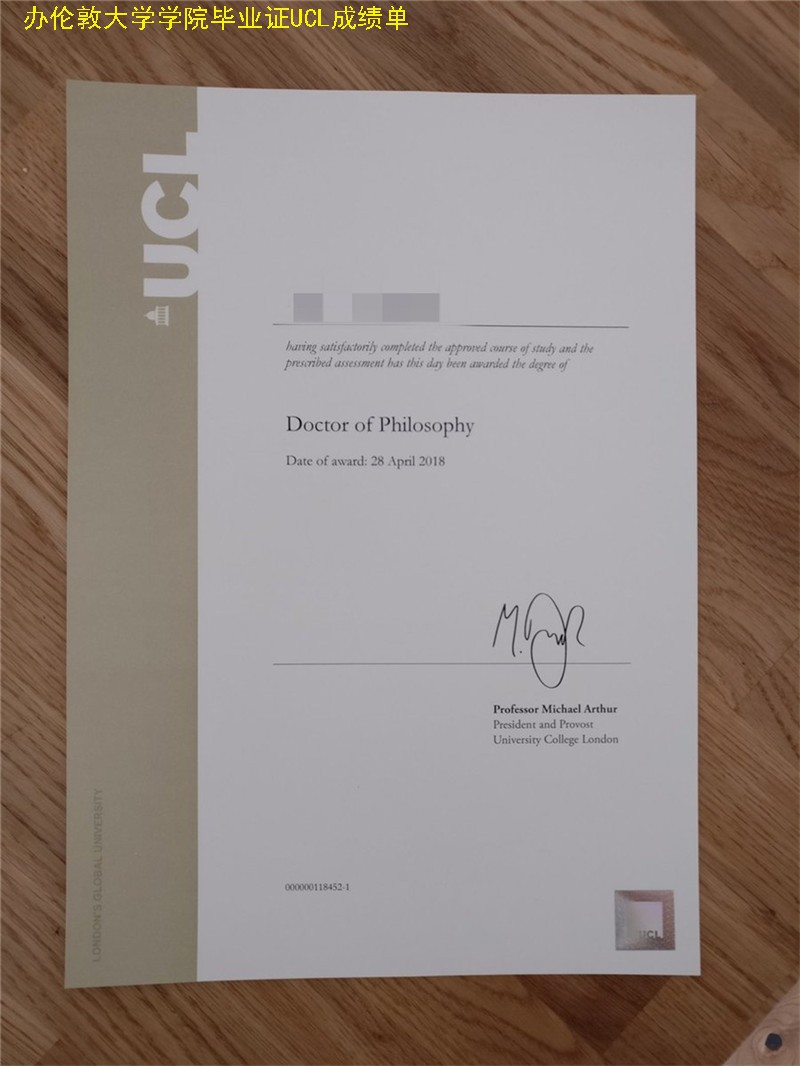 办伦敦大学学院毕业证UCL成绩单
UCL
having satisfactorily completed the approved course of study and the
prescribed assessment has this day been awarded the degree of
Doctor of Philosophy
Date of award: 28 April 2018
Professor Michael Arthur
President and Provost
University College London
LONDON'S GLOBAL UNIVERSITY
000000118452-1
UCL